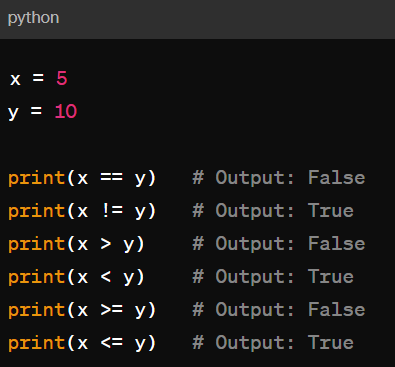 python
x = 5
y = 10
print(x == y)   # Output: False
print(x != y)   # Output: True
print(x > y)    # Output: False
print(x < y)    # Output: True
print(x >= y)   # Output: False
print(x <= y)   # Output: True